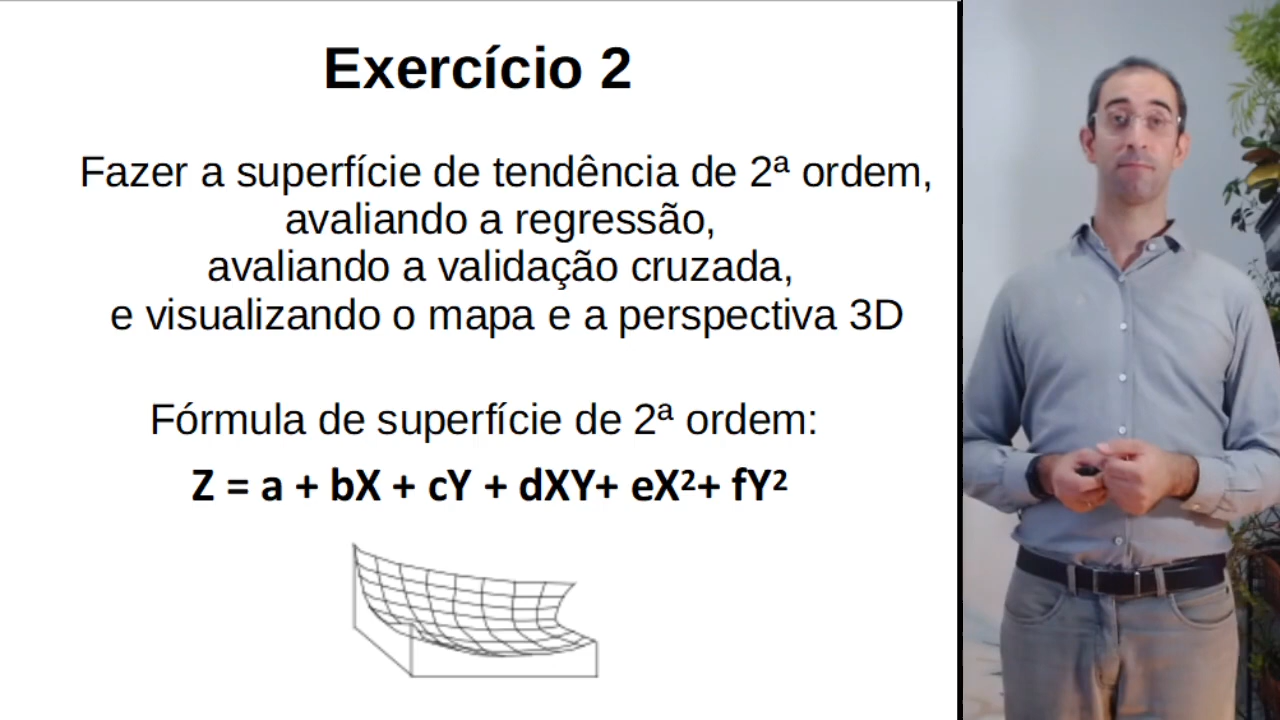 Exercício 2
Fazer a superfície de tendência de 2ª ordem,
avaliando a regressão,
avaliando a validação cruzada,
e visualizando o mapa e a perspectiva 3D
Fórmula de superfície de 2ª ordem:
Z = a + bX + cY + dXY+ eX²+ fY²